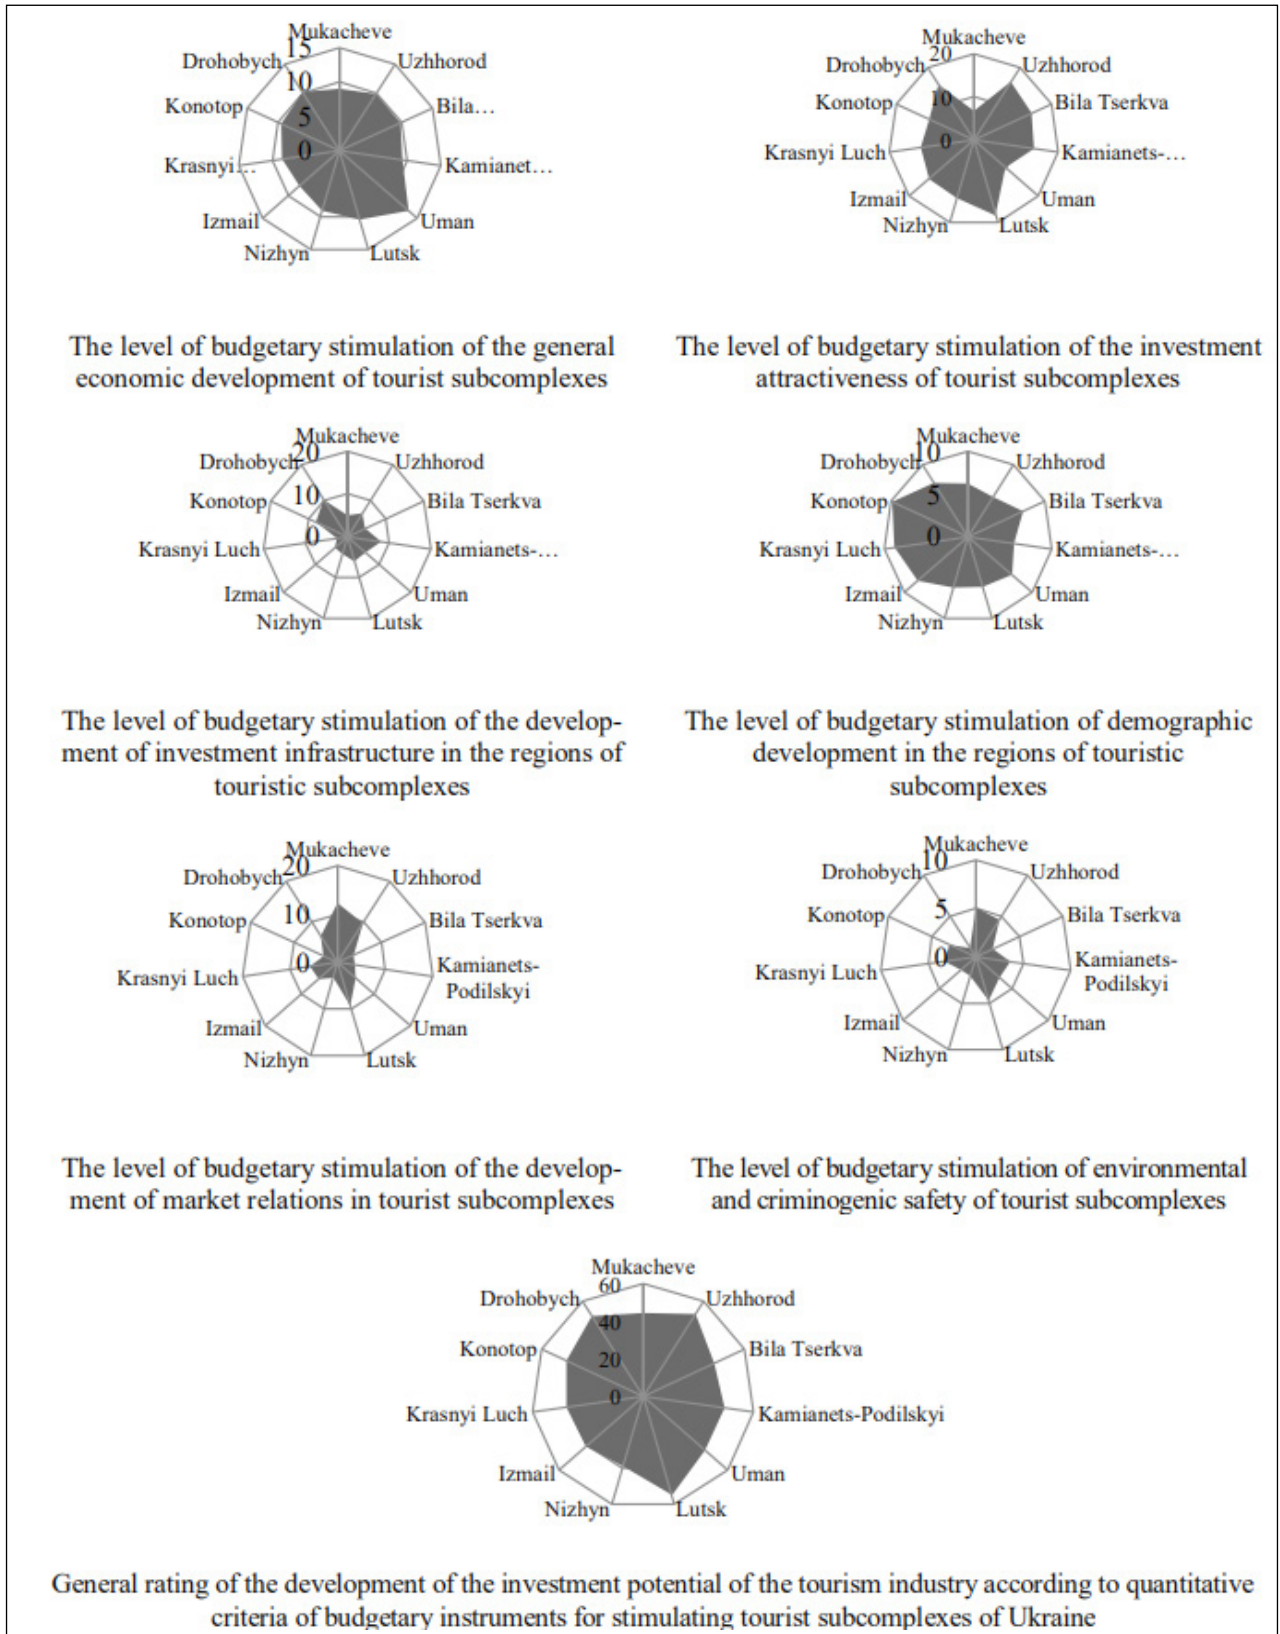 Mukacheve
15
Drohobych
Uzhhorod
10
Konotop
Bila…
5
0
Krasnyi…
Kamianet…
Izmail
Uman
Nizhyn
Lutsk
The level of budgetary stimulation of the general
economic development of tourist subcomplexes
Mukacheve
20
Drohobych
Uzhhorod
10
Konotop
Bila Tserkva
0
Krasnyi Luch
Kamianets-…
Izmail
Uman
Nizhyn
Lutsk
The level of budgetary stimulation of the investment
attractiveness of tourist subcomplexes
Mukacheve
20
Drohobych
Uzhhorod
10
Konotop
Bila Tserkva
0
Krasnyi Luch
Kamianets-…
Izmail
Uman
Nizhyn
Lutsk
The level of budgetary stimulation of the develop-
ment of investment infrastructure in the regions of
touristic subcomplexes
Mukacheve
10
Drohobych
Uzhhorod
5
Konotop
Bila Tserkva
0
Krasnyi Luch
Kamianets-…
Izmail
Uman
Nizhyn
Lutsk
The level of budgetary stimulation of demographic
development in the regions of touristic
subcomplexes
Mukacheve
20
Drohobych
Uzhhorod
10
Konotop
Bila Tserkva
0
Krasnyi Luch
Kamianets-
Podilskyi
Izmail
Uman
Nizhyn
Lutsk
The level of budgetary stimulation of the develop-
ment of market relations in tourist subcomplexes
Mukacheve
10
Drohobych
Uzhhorod
5
Konotop
Bila Tserkva
0
Krasnyi Luch
Kamianets-
Podilskyi
Izmail
Uman
Nizhyn
Lutsk
The level of budgetary stimulation of environmental
and criminogenic safety of tourist subcomplexes
Mukacheve
60
Drohobych
Uzhhorod
40
Konotop
Bila Tserkva
20
0
Krasnyi Luch
Kamianets-Podilskyi
Izmail
Uman
Nizhyn
Lutsk
General rating of the development of the investment potential of the tourism industry according to quantitative
criteria of budgetary instruments for stimulating tourist subcomplexes of Ukraine